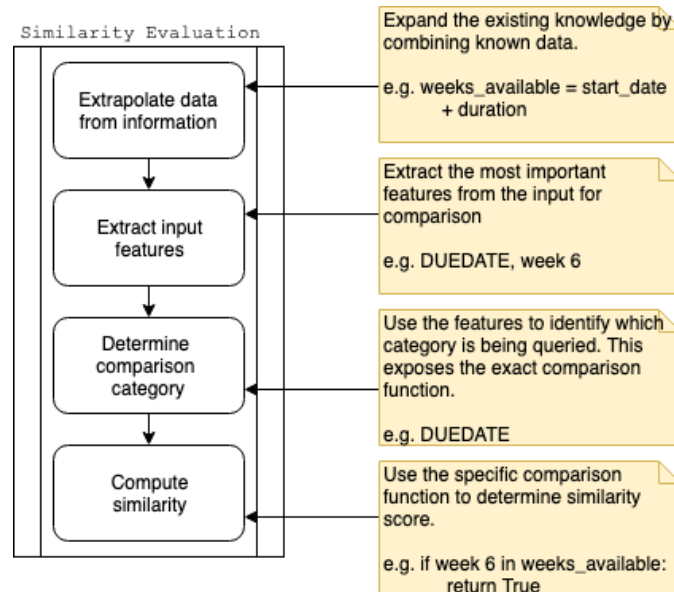 Similarity Evaluation
Extrapolate data
from information
Expand the existing knowledge by
combining known data.
e.g. weeks_available = start_date
+ duration
Extract input
features
Extract the most important
features from the input for
comparison
e.g. DUEDATE, week 6
Determine
comparison
category
Use the features to identify which
category is being queried. This
exposes the exact comparison
function.
e.g. DUEDATE
Compute
similarity
Use the specific comparison
function to determine similarity
score.
e.g. if week 6 in weeks_available:
return True